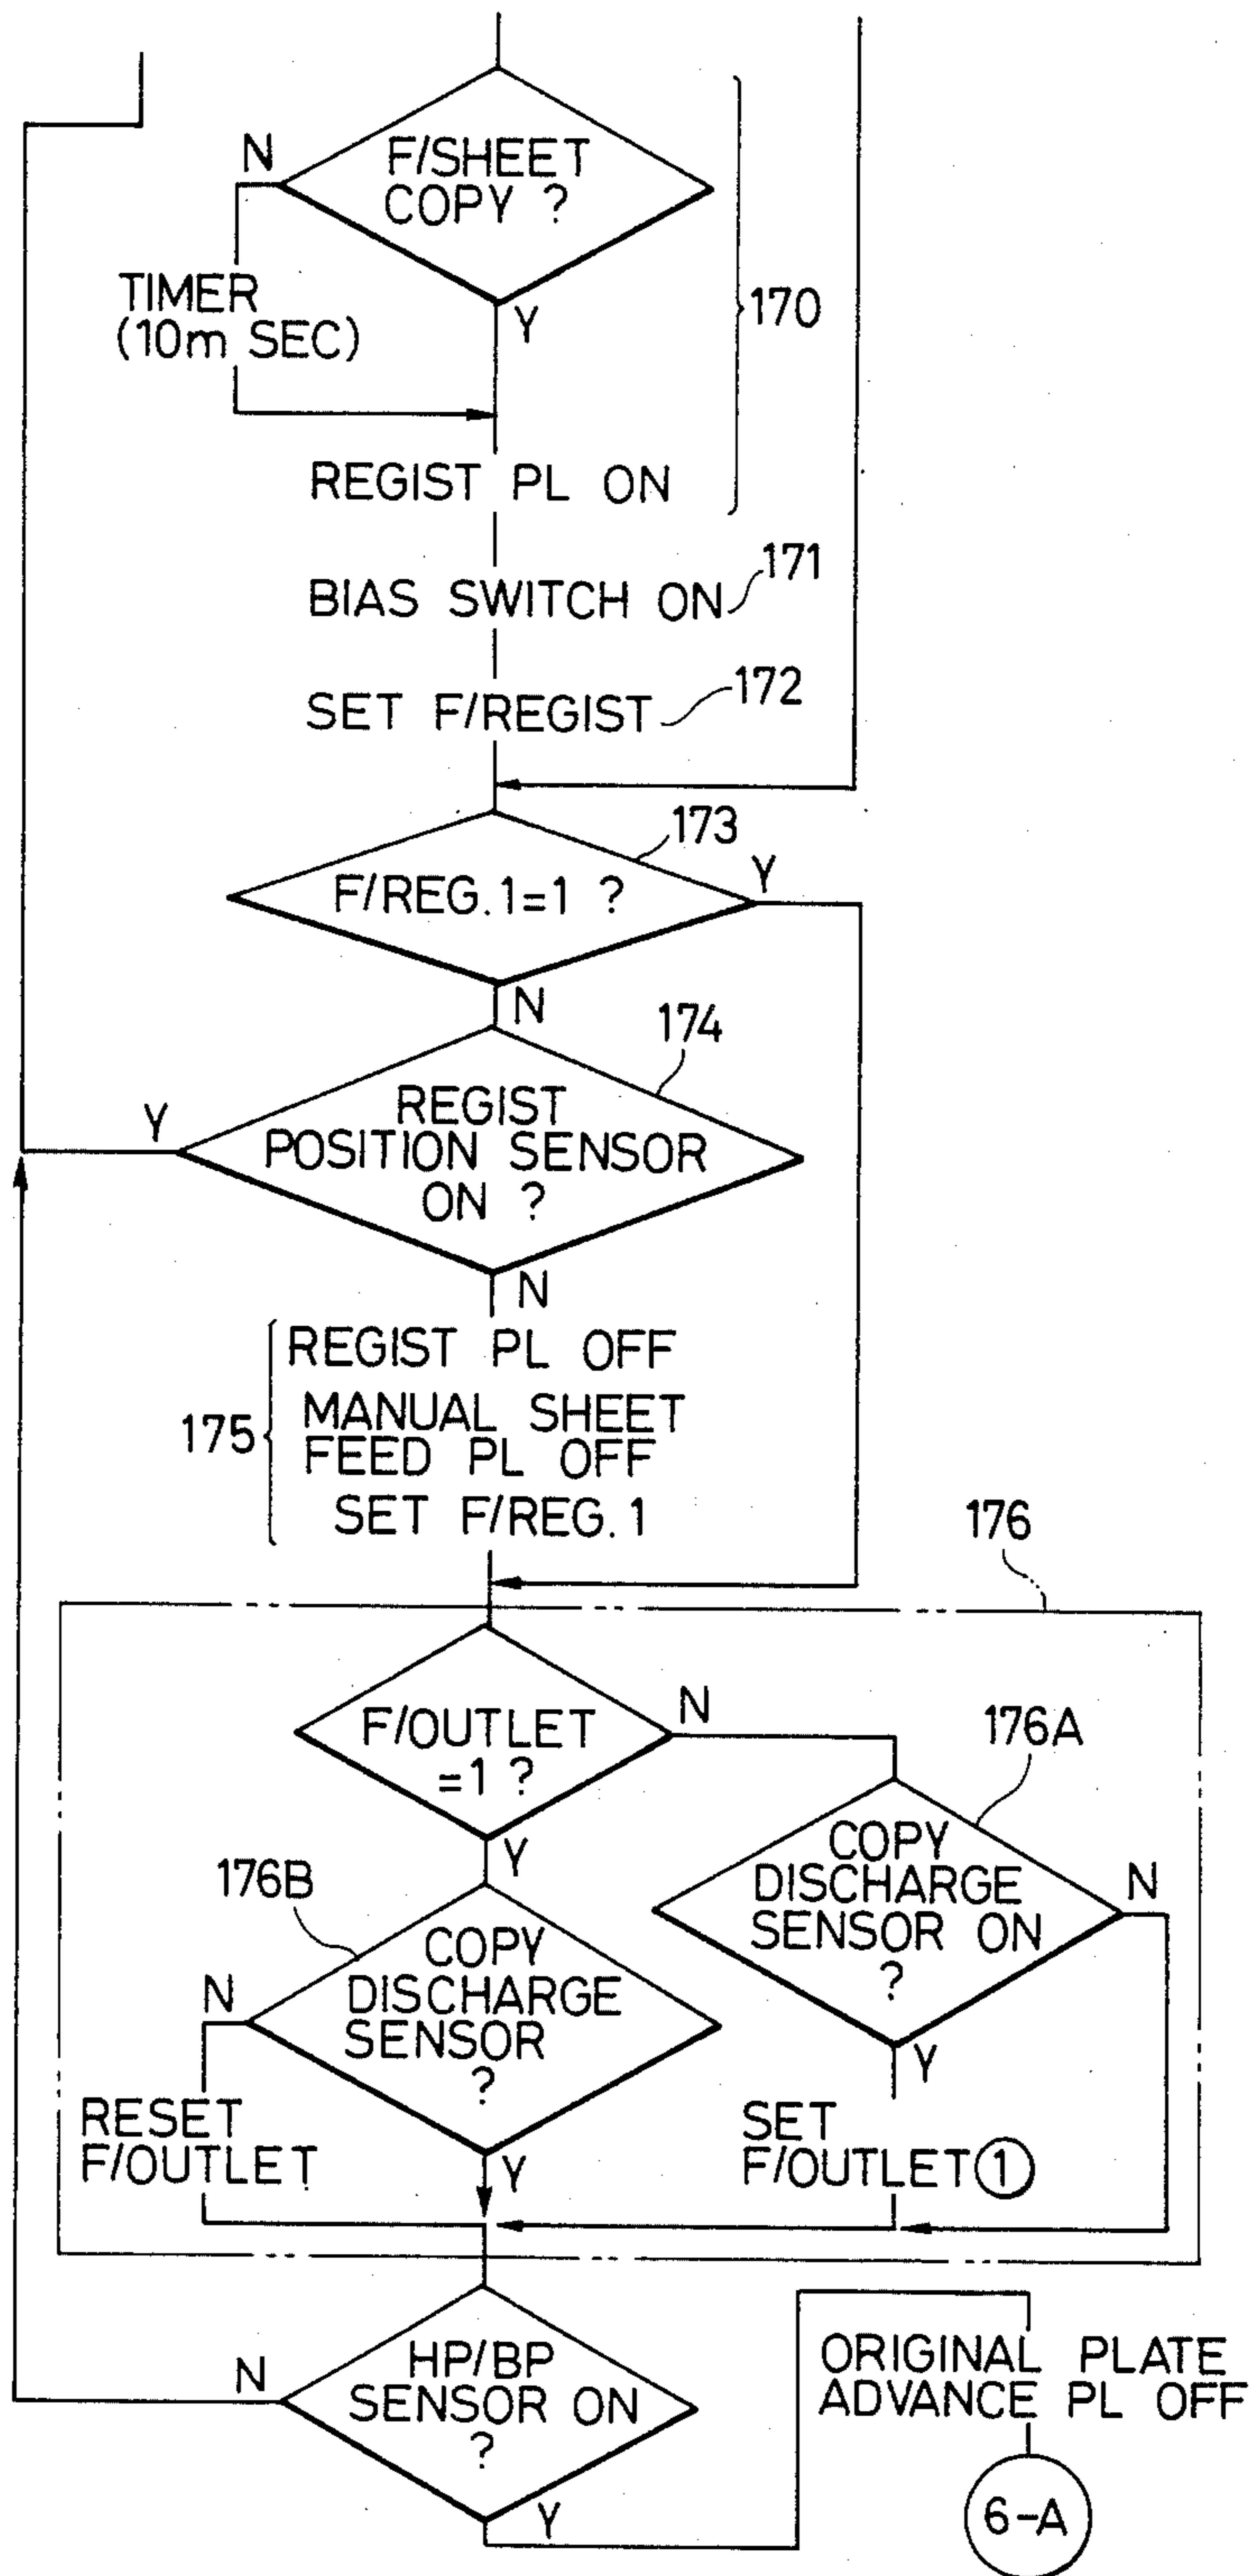 N
F/SHEET
COPY ?
TIMER
(10m SEC)
Y
170
REGIST PL ON
BIAS SWITCH ON
171
SET F/REGIST
172
173
F/REG.1=1 ?
Y
N
174
Y
REGIST
POSITION SENSOR
ON ?
N
175
REGIST PL OFF
MANUAL SHEET
FEED PL OFF
SET F/REG.1
176
F/OUTLET
=1 ?
N
176A
Y
176B
COPY
DISCHARGE
SENSOR ON
?
N
COPY
DISCHARGE
SENSOR
?
N
Y
RESET
F/OUTLET
SET
F/OUTLET 1
Y
HP/BP
SENSOR ON
?
N
Y
ORIGINAL PLATE
ADVANCE PL OFF
6-A